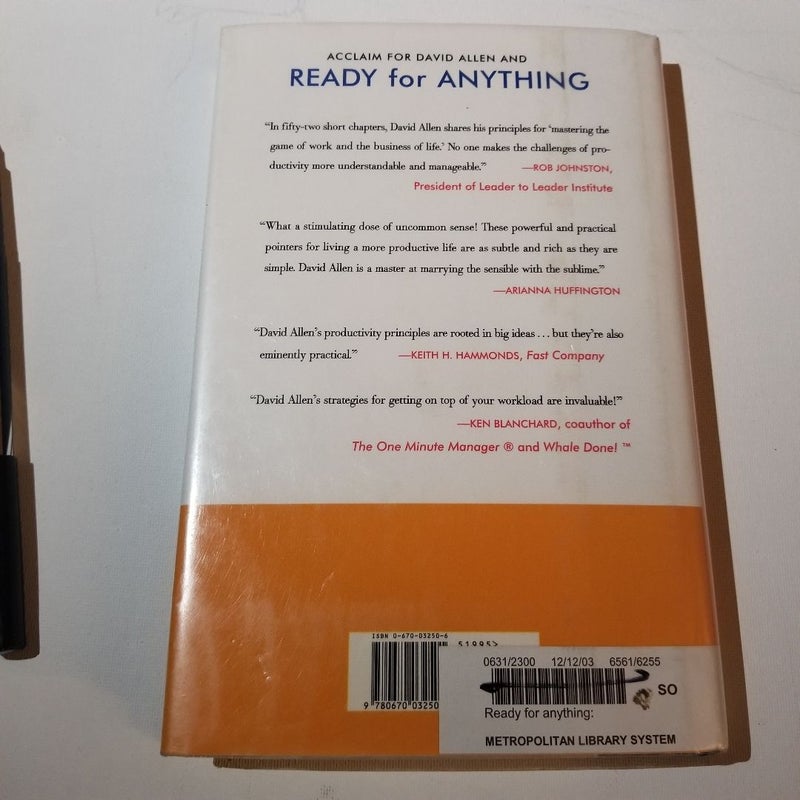 ACCLAIM FOR DAVID ALLEN AND
READY for ANYTHING
“In fifty-two short chapters, David Allen shares his principles for ‘mastering the
game of work and the business of life.’ No one makes the challenges of pro-
ductivity more understandable and manageable.” —ROB JOHNSTON,
President of Leader to Leader Institute
“What a stimulating dose of uncommon sense! These powerful and practical
pointers for living a more productive life are as subtle and rich as they are
simple. David Allen is a master at marrying the sensible with the sublime.”
—ARIANNA HUFFINGTON
“David Allen’s productivity principles are rooted in big ideas ... but they’re also
eminently practical.” —KEITH H. HAMMONDS, Fast Company
“David Allen’s strategies for getting on top of your workload are invaluable!”
—KEN BLANCHARD, coauthor of
The One Minute Manager ® and Whale Done! ™
ISBN 0-670-03250-6
51995>
9 780670 03250
0631/2300 12/12/03 6561/6255
SO
Ready for anything:
METROPOLITAN LIBRARY SYSTEM